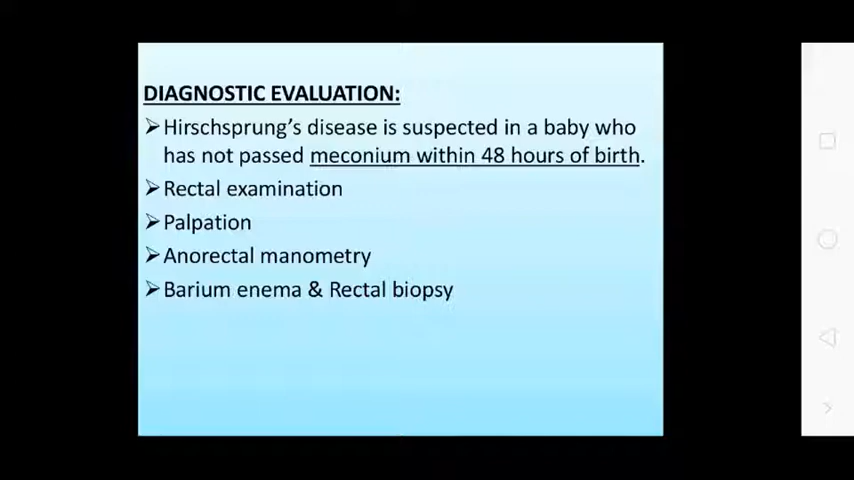 DIAGNOSTIC EVALUATION:
➢Hirschsprung's disease is suspected in a baby who
has not passed meconium within 48 hours of birth.
➢Rectal examination
➢Palpation
➢Anorectal manometry
➢Barium enema & Rectal biopsy